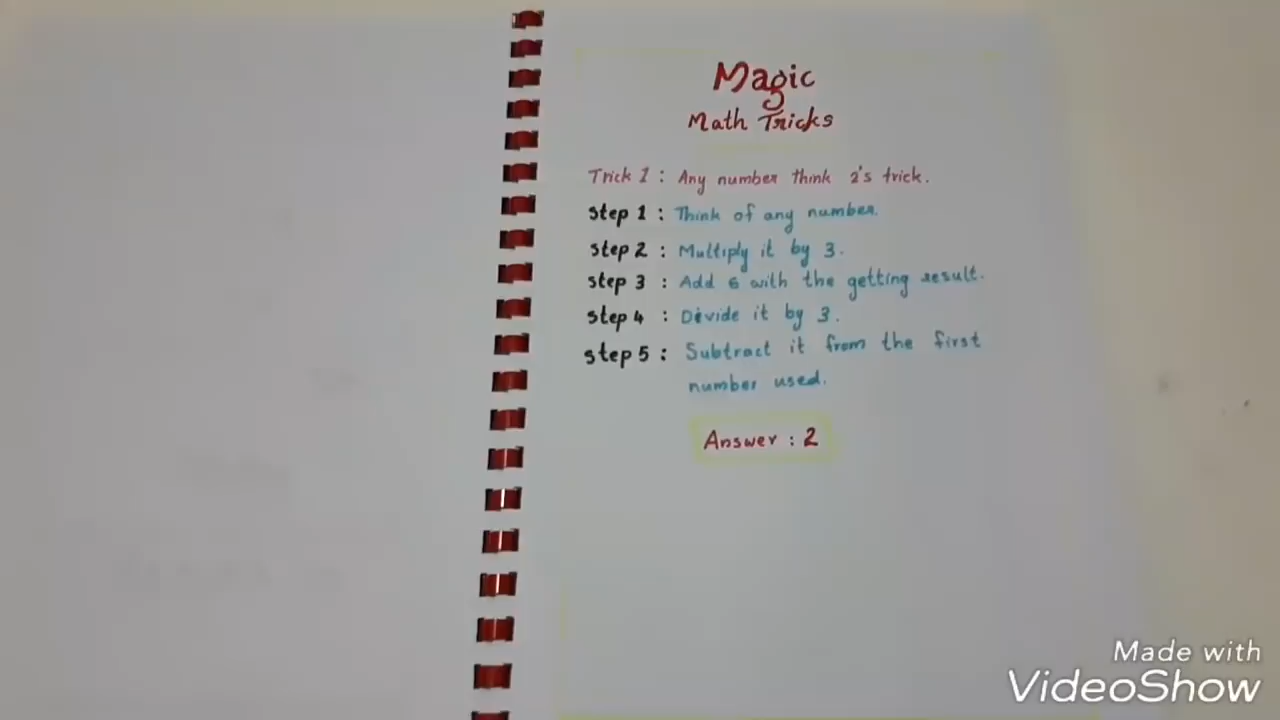 Magic
Math Tricks
Trick 1 : Any number think 2's trick.
Step 1 : Think of any number.
Step 2 : Multiply it by 3.
Step 3 : Add 6 with the getting result.
Step 4 : Divide it by 3.
Step 5 : Subtract it from the first
number used.
Answer : 2
Made with
VideoShow